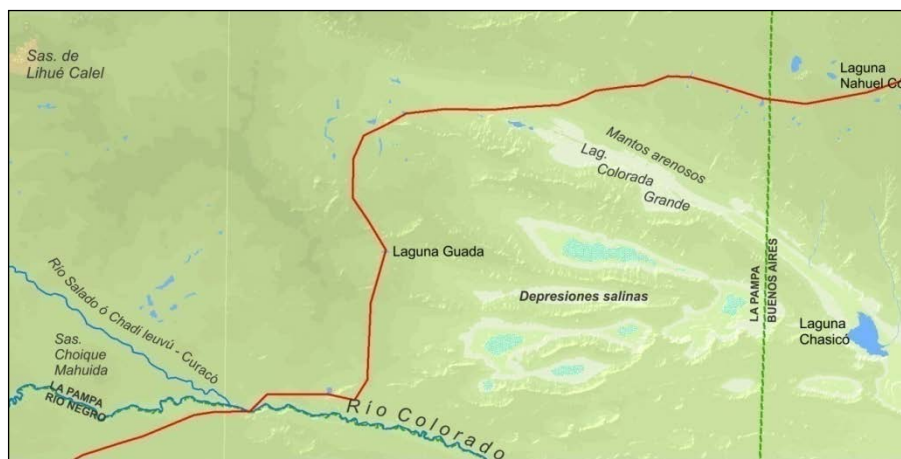 Sas. de
Lihué Calel
Laguna
Nahuel Co
Mantos arenosos
Lag.
Colorada
Grande
Laguna Guada
Río Salado ó Chadi leuvú - Curacó
Depresiones salinas
LA PAMPA
BUENOS AIRES
Laguna
Chasicó
Sas.
Choique
Mahuida
LA PAMPA
RÍO NEGRO
Río Colorado